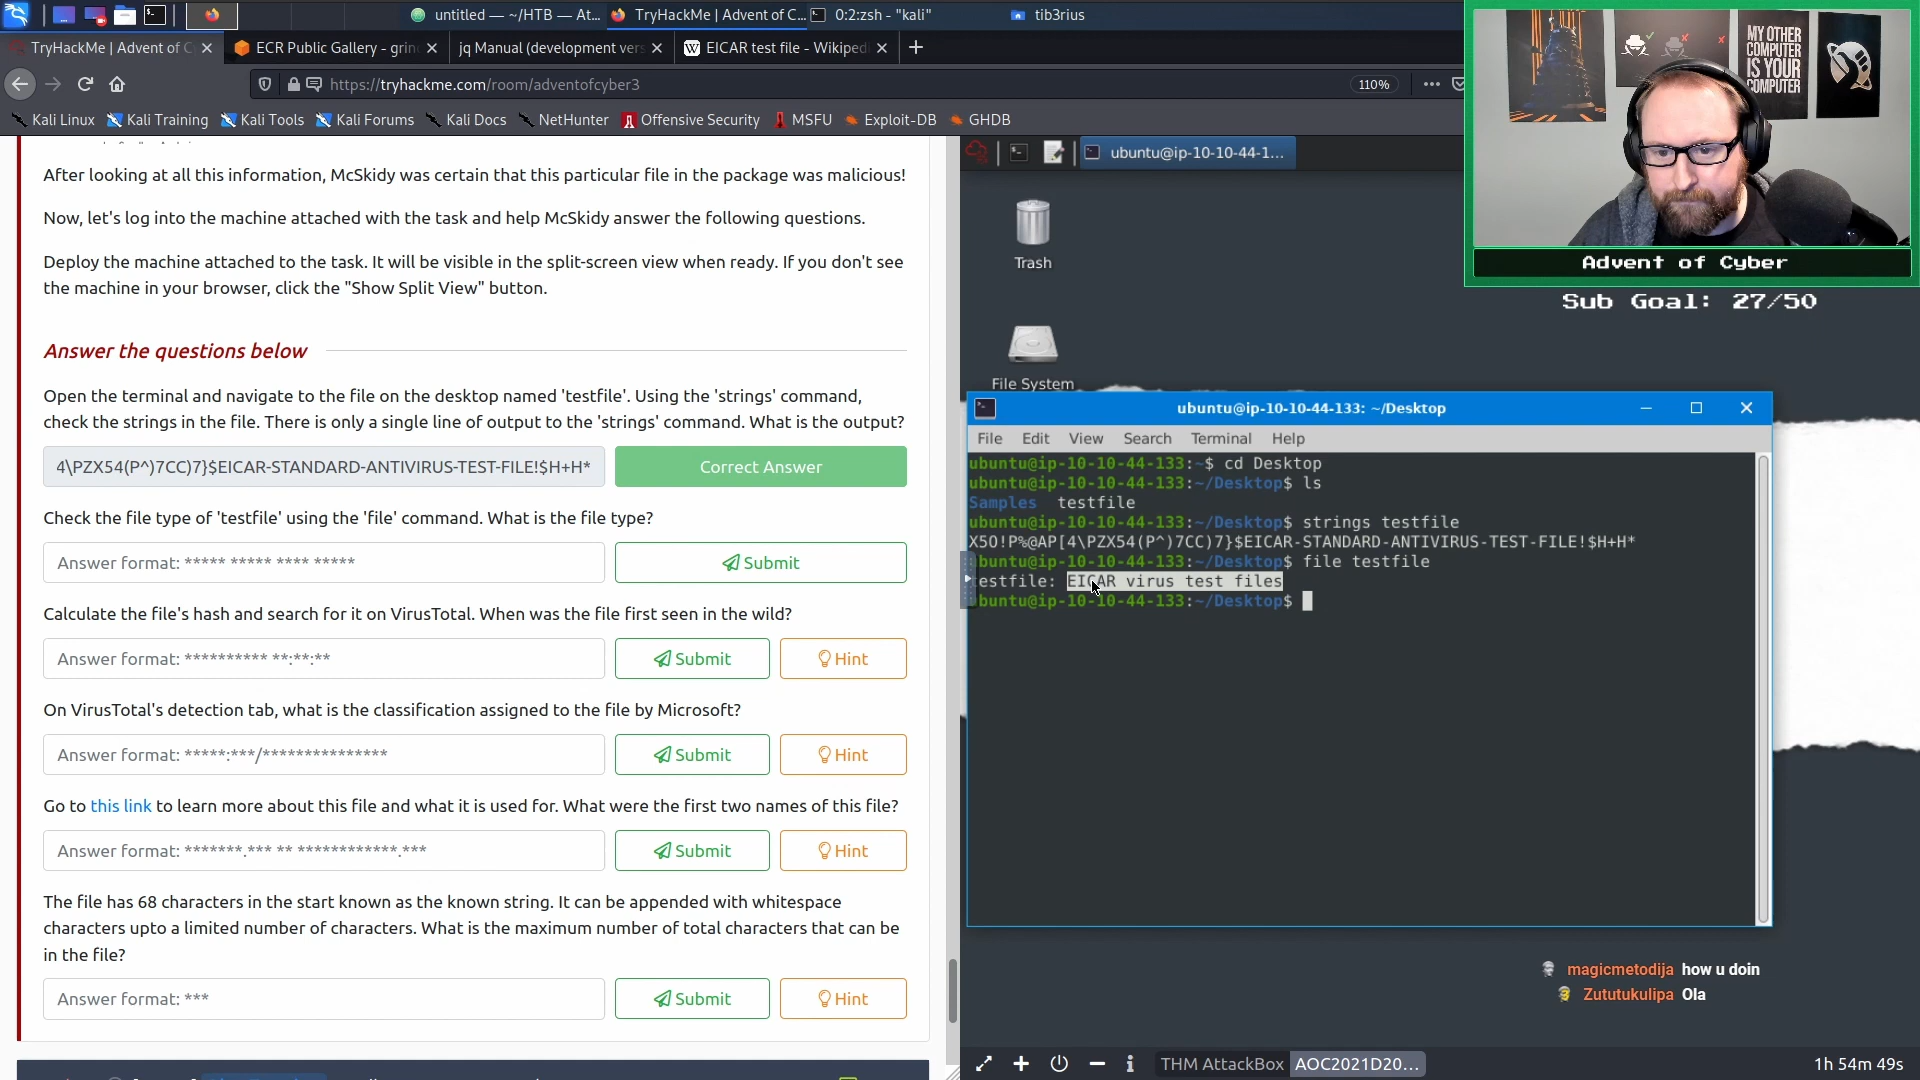 untitled — ~/HTB — At...
TryHackMe | Advent of C...
0:2:zsh - "kali"
tib3rius
TryHackMe | Advent of C
ECR Public Gallery - grin
jq Manual (development ver
EICAR test file - Wikiped
https://tryhackme.com/room/adventofcyber3
110%
Kali Linux
Kali Training
Kali Tools
Kali Forums
Kali Docs
NetHunter
Offensive Security
MSFU
Exploit-DB
GHDB
After looking at all this information, McSkidy was certain that this particular file in the package was malicious!
Now, let's log into the machine attached with the task and help McSkidy answer the following questions.
Deploy the machine attached to the task. It will be visible in the split-screen view when ready. If you don't see
the machine in your browser, click the "Show Split View" button.
Answer the questions below
Open the terminal and navigate to the file on the desktop named 'testfile'. Using the 'strings' command,
check the strings in the file. There is only a single line of output to the 'strings' command. What is the output?
4\PZX54(P^)7CC)7}$EICAR-STANDARD-ANTIVIRUS-TEST-FILE!$H+H*
Correct Answer
Check the file type of 'testfile' using the 'file' command. What is the file type?
Answer format: ***** ***** **** *****
Submit
Calculate the file's hash and search for it on VirusTotal. When was the file first seen in the wild?
Answer format: ********** **:**:**
Submit
Hint
On VirusTotal's detection tab, what is the classification assigned to the file by Microsoft?
Answer format: *****:***/***************
Submit
Hint
Go to this link to learn more about this file and what it is used for. What were the first two names of this file?
Answer format: *******.*** ** ************.***
Submit
Hint
The file has 68 characters in the start known as the known string. It can be appended with whitespace
characters upto a limited number of characters. What is the maximum number of total characters that can be
in the file?
Answer format: ***
Submit
Hint
ubuntu@ip-10-10-44-1...
Trash
File System
ubuntu@ip-10-10-44-133: ~/Desktop
File Edit View Search Terminal Help
ubuntu@ip-10-10-44-133:~$ cd Desktop
ubuntu@ip-10-10-44-133:~/Desktop$ ls
Samples testfile
ubuntu@ip-10-10-44-133:~/Desktop$ strings testfile
X5O!P%@AP[4\PZX54(P^)7CC)7}$EICAR-STANDARD-ANTIVIRUS-TEST-FILE!$H+H*
ubuntu@ip-10-10-44-133:~/Desktop$ file testfile
testfile: EICAR virus test files
ubuntu@ip-10-10-44-133:~/Desktop$
MY OTHER
COMPUTER
IS YOUR
COMPUTER
Advent of Cyber
Sub Goal: 27/50
magicmetodija how u doin
Zututukulipa Ola
THM AttackBox
AOC2021D20...
1h 54m 49s